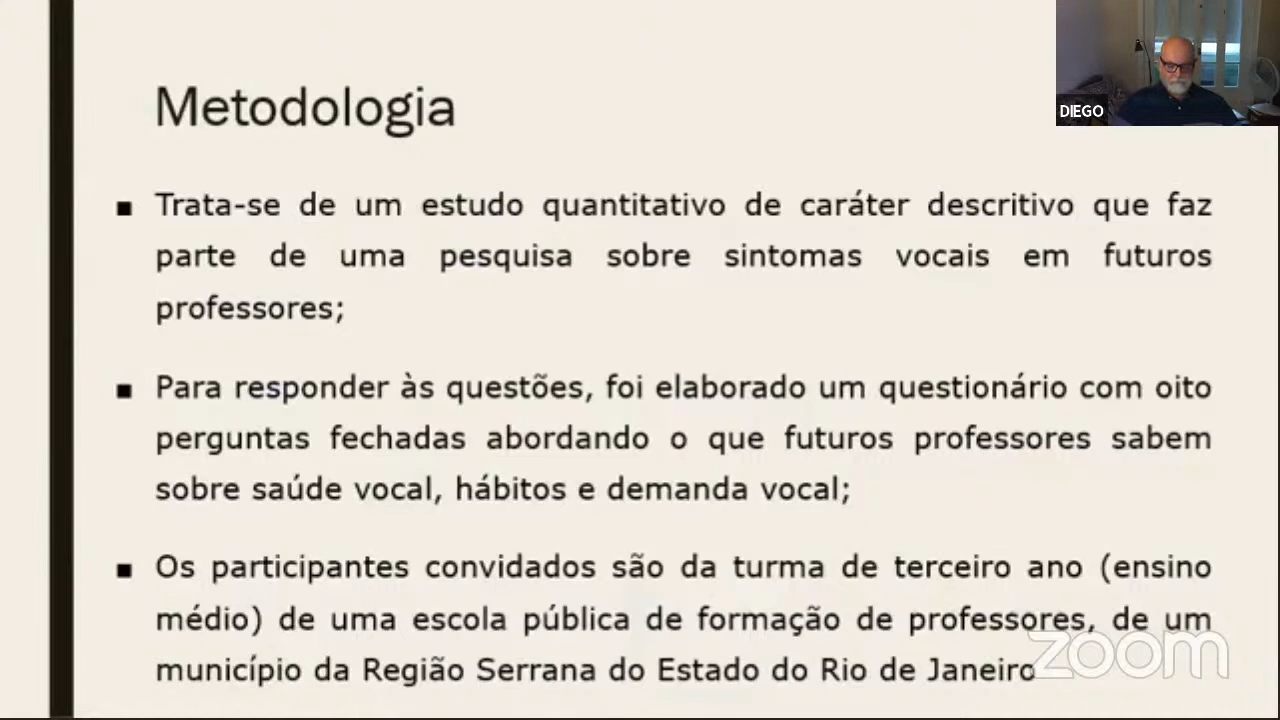 Metodologia
DIEGO
▪ Trata-se de um estudo quantitativo de caráter descritivo que faz
parte de uma pesquisa sobre sintomas vocais em futuros
professores;
▪ Para responder às questões, foi elaborado um questionário com oito
perguntas fechadas abordando o que futuros professores sabem
sobre saúde vocal, hábitos e demanda vocal;
▪ Os participantes convidados são da turma de terceiro ano (ensino
médio) de uma escola pública de formação de professores, de um
município da Região Serrana do Estado do Rio de Janeiro
zoom